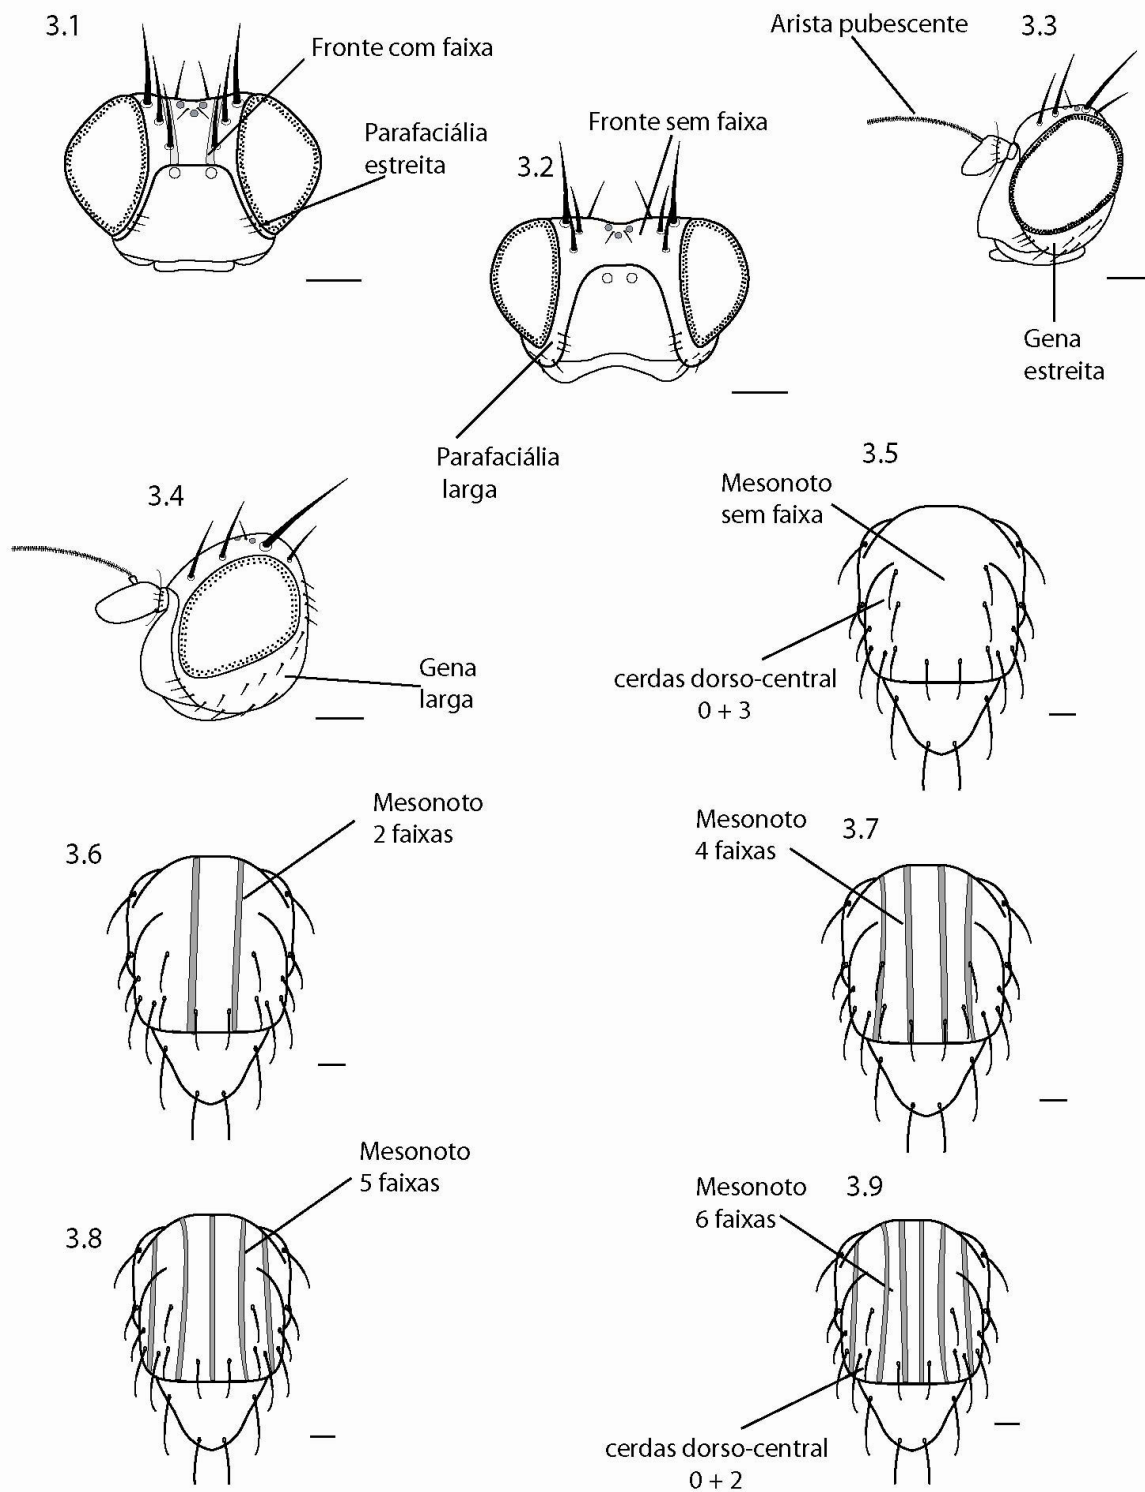 3.1
Fronte com faixa
Parafaciália
estreita
3.2
Fronte sem faixa
Parafaciália
larga
Arista pubescente
3.3
Gena
estreita
3.4
Gena
larga
3.5
Mesonoto
sem faixa
cerdas dorso-central
0 + 3
3.6
Mesonoto
2 faixas
3.7
Mesonoto
4 faixas
3.8
Mesonoto
5 faixas
3.9
Mesonoto
6 faixas
cerdas dorso-central
0 + 2